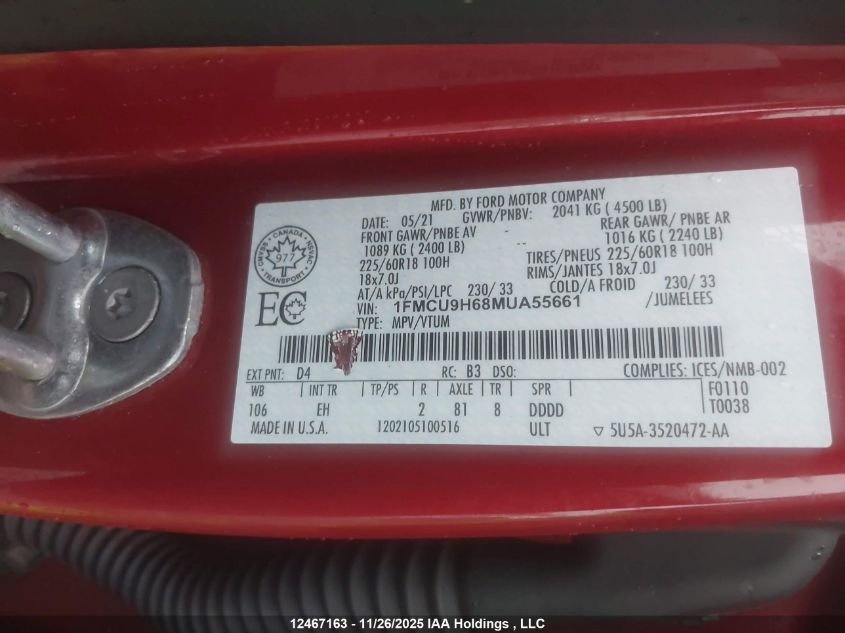 MFD. BY FORD MOTOR COMPANY
DATE: 05/21 GVWR/PNBV: 2041 KG ( 4500 LB)
FRONT GAWR/PNBE AV REAR GAWR/ PNBE AR
1089 KG ( 2400 LB) -- 1016 KG ( 2240 LB)
225/60R18 100H TIRES/PNEUS 225/60R18 100H
18x7.0J RIMS/JANTES 18x7.0J
AT/A kPa/PSI/LPC 230/ 33 COLD/A FROID 230/ 33
VIN: 1FMCU9H68MUA55661 /JUMELEES
TYPE: MPV/VTUM
CANADA
NSVAC
TRANSPORT
NSVAC
977
EC
EXT PNT: D4 RC: B3 DSO: COMPLIES: ICES/NMB-002
WB INT TR TP/PS R AXLE TR SPR F0110
106 EH 2 81 8 DDDD T0038
MADE IN U.S.A. 1202105100516 ULT ▽ 5U5A-3520472-AA
12467163 - 11/26/2025 IAA Holdings , LLC